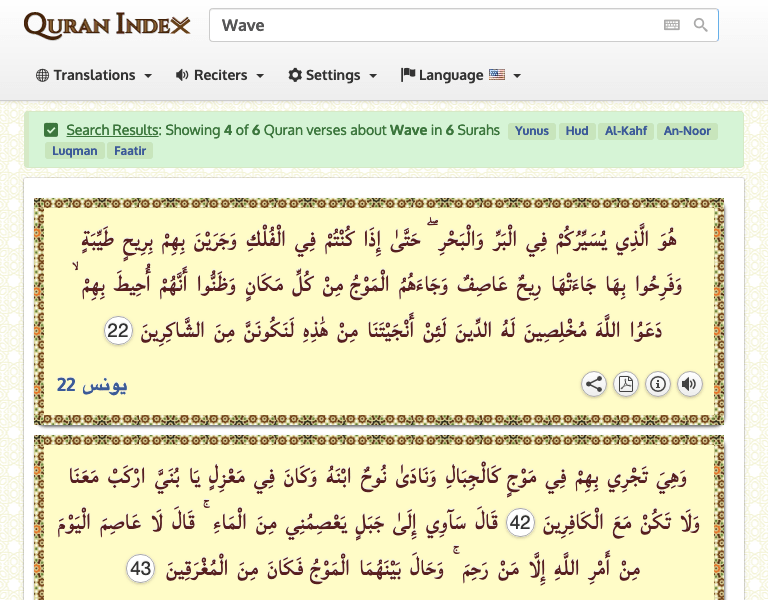 QURAN INDEX
Wave
Translations Reciters Settings Language
Search Results: Showing 4 of 6 Quran verses about Wave in 6 Surahs Yunus Hud Al-Kahf An-Noor
Luqman Faatir
هُوَ الَّذِي يُسَيِّرُكُمْ فِي الْبَرِّ وَالْبَحْرِ ۖ حَتَّىٰ إِذَا كُنْتُمْ فِي الْفُلْكِ وَجَرَيْنَ بِهِمْ بِرِيحٍ طَيِّبَةٍ
وَفَرِحُوا بِهَا جَاءَتْهَا رِيحٌ عَاصِفٌ وَجَاءَهُمُ الْمَوْجُ مِنْ كُلِّ مَكَانٍ وَظَنُّوا أَنَّهُمْ أُحِيطَ بِهِمْ ۙ
دَعَوُا اللَّهَ مُخْلِصِينَ لَهُ الدِّينَ لَئِنْ أَنْجَيْتَنَا مِنْ هَٰذِهِ لَنَكُونَنَّ مِنَ الشَّاكِرِينَ 22
يونس 22
وَهِيَ تَجْرِي بِهِمْ فِي مَوْجٍ كَالْجِبَالِ وَنَادَىٰ نُوحٌ ابْنَهُ وَكَانَ فِي مَعْزِلٍ يَا بُنَيَّ ارْكَبْ مَعَنَا
وَلَا تَكُنْ مَعَ الْكَافِرِينَ 42 قَالَ سَآوِي إِلَىٰ جَبَلٍ يَعْصِمُنِي مِنَ الْمَاءِ ۚ قَالَ لَا عَاصِمَ الْيَوْمَ
مِنْ أَمْرِ اللَّهِ إِلَّا مَنْ رَحِمَ ۚ وَحَالَ بَيْنَهُمَا الْمَوْجُ فَكَانَ مِنَ الْمُغْرَقِينَ 43